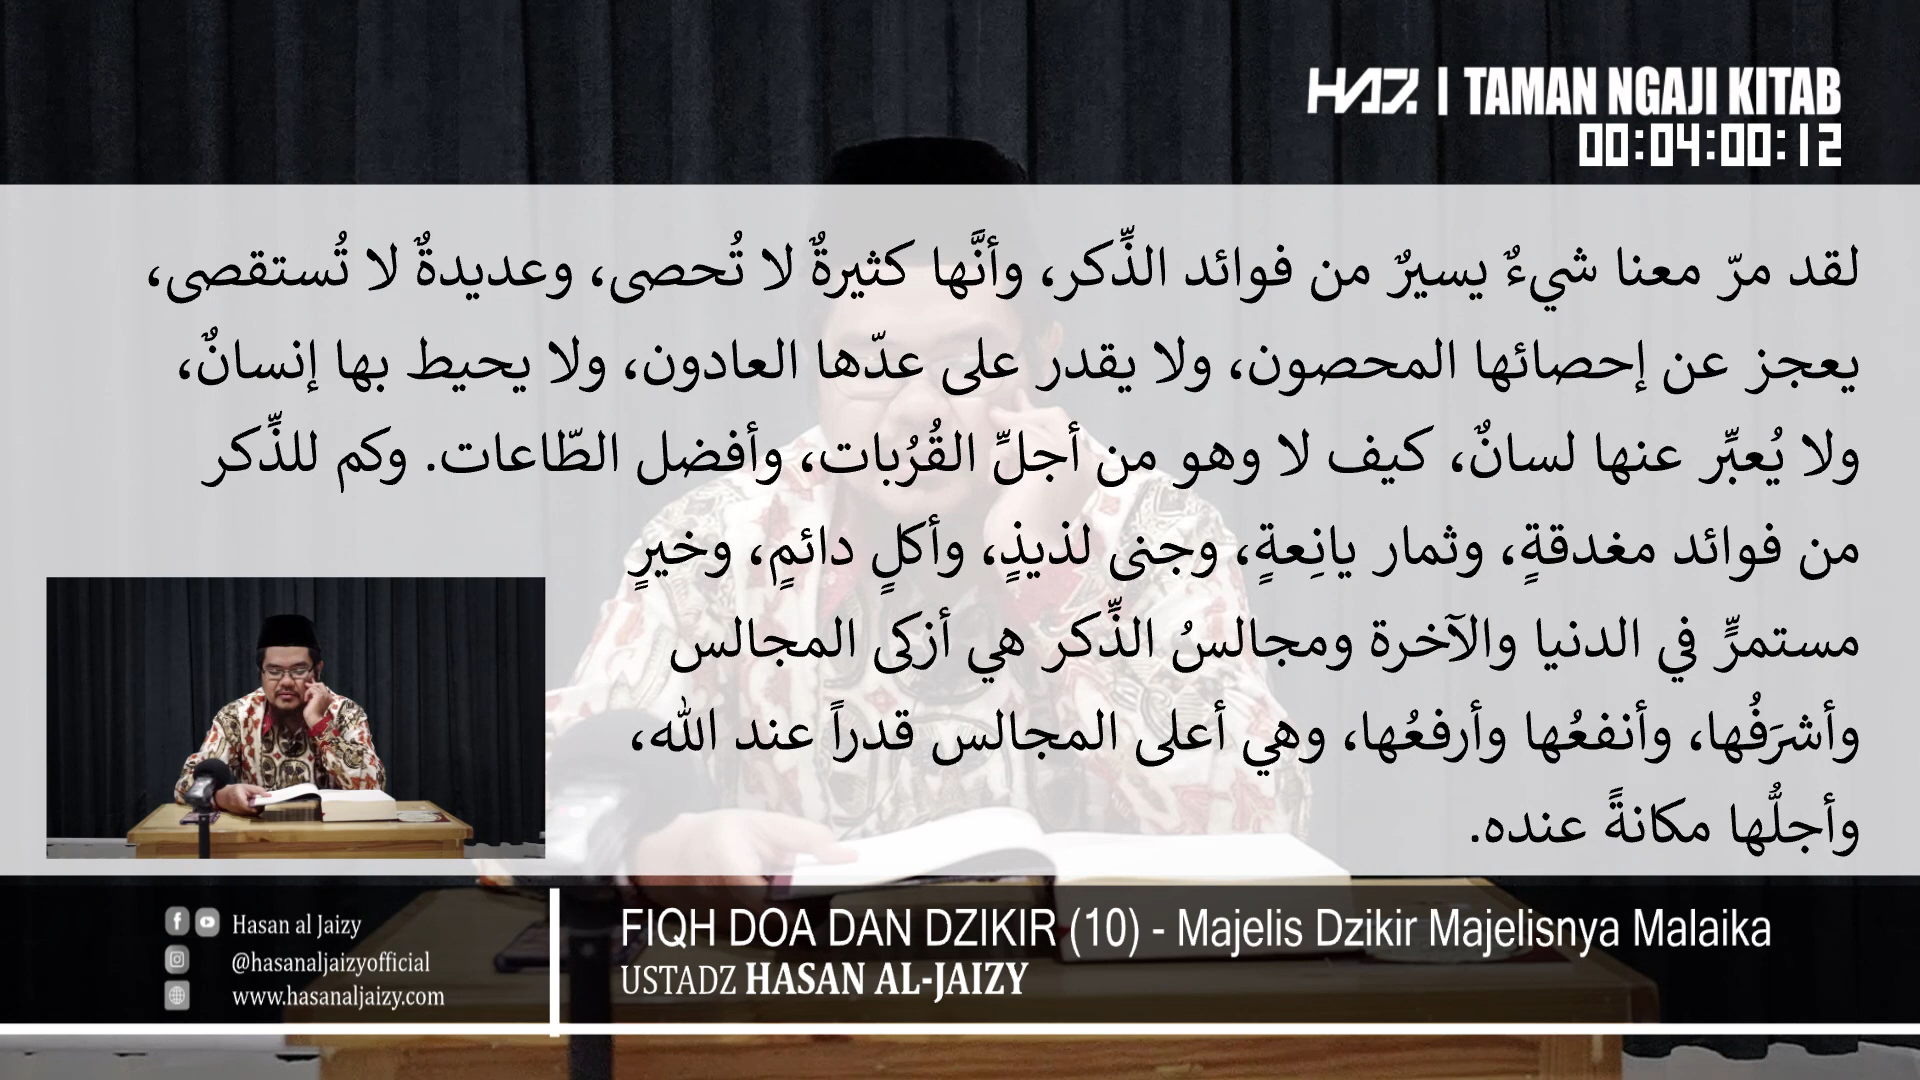 HAJZ | TAMAN NGAJI KITAB
00:04:00:12
لقد مرّ معنا شيءٌ يسيرٌ من فوائد الذِّكر، وأنَّها كثيرةٌ لا تُحصى، وعديدةٌ لا تُستقصى،
يعجز عن إحصائها المحصون، ولا يقدر على عدّها العادون، ولا يحيط بها إنسانٌ،
ولا يُعبِّر عنها لسانٌ، كيف لا وهو من أجلِّ القُرُبات، وأفضل الطّاعات. وكم للذِّكر
من فوائد مغدقةٍ، وثمار يانِعةٍ، وجنى لذيذٍ، وأكلٍ دائمٍ، وخيرٍ
مستمرٍّ في الدنيا والآخرة ومجالسُ الذِّكر هي أزكى المجالس
وأشرَفُها، وأنفعُها وأرفعُها، وهي أعلى المجالس قدراً عند الله،
وأجلُّها مكانةً عنده.
Hasan al Jaizy
@hasanaljaizyofficial
www.hasanaljaizy.com
FIQH DOA DAN DZIKIR (10) - Majelis Dzikir Majelisnya Malaika
USTADZ HASAN AL-JAIZY